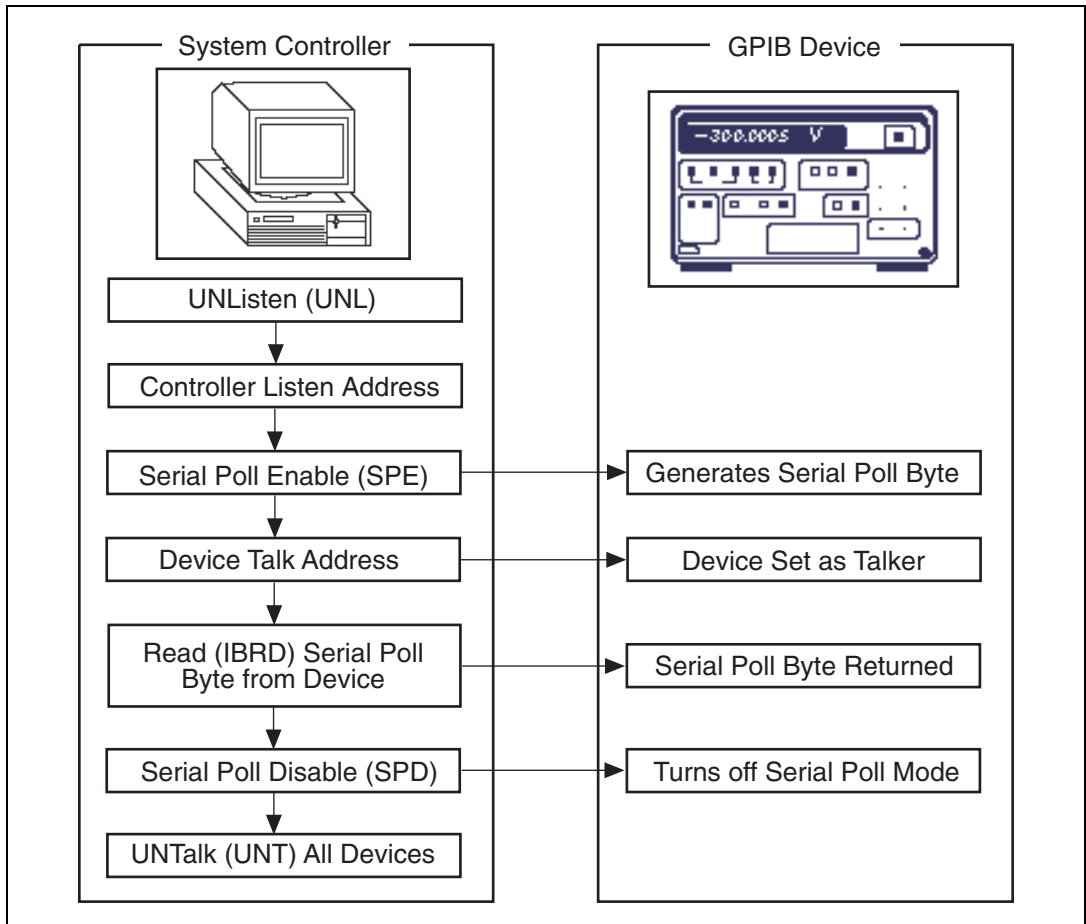 System Controller
GPIB Device
-300.0005 V
UNListen (UNL)
Controller Listen Address
Serial Poll Enable (SPE)
Generates Serial Poll Byte
Device Talk Address
Device Set as Talker
Read (IBRD) Serial Poll
Byte from Device
Serial Poll Byte Returned
Serial Poll Disable (SPD)
Turns off Serial Poll Mode
UNTalk (UNT) All Devices